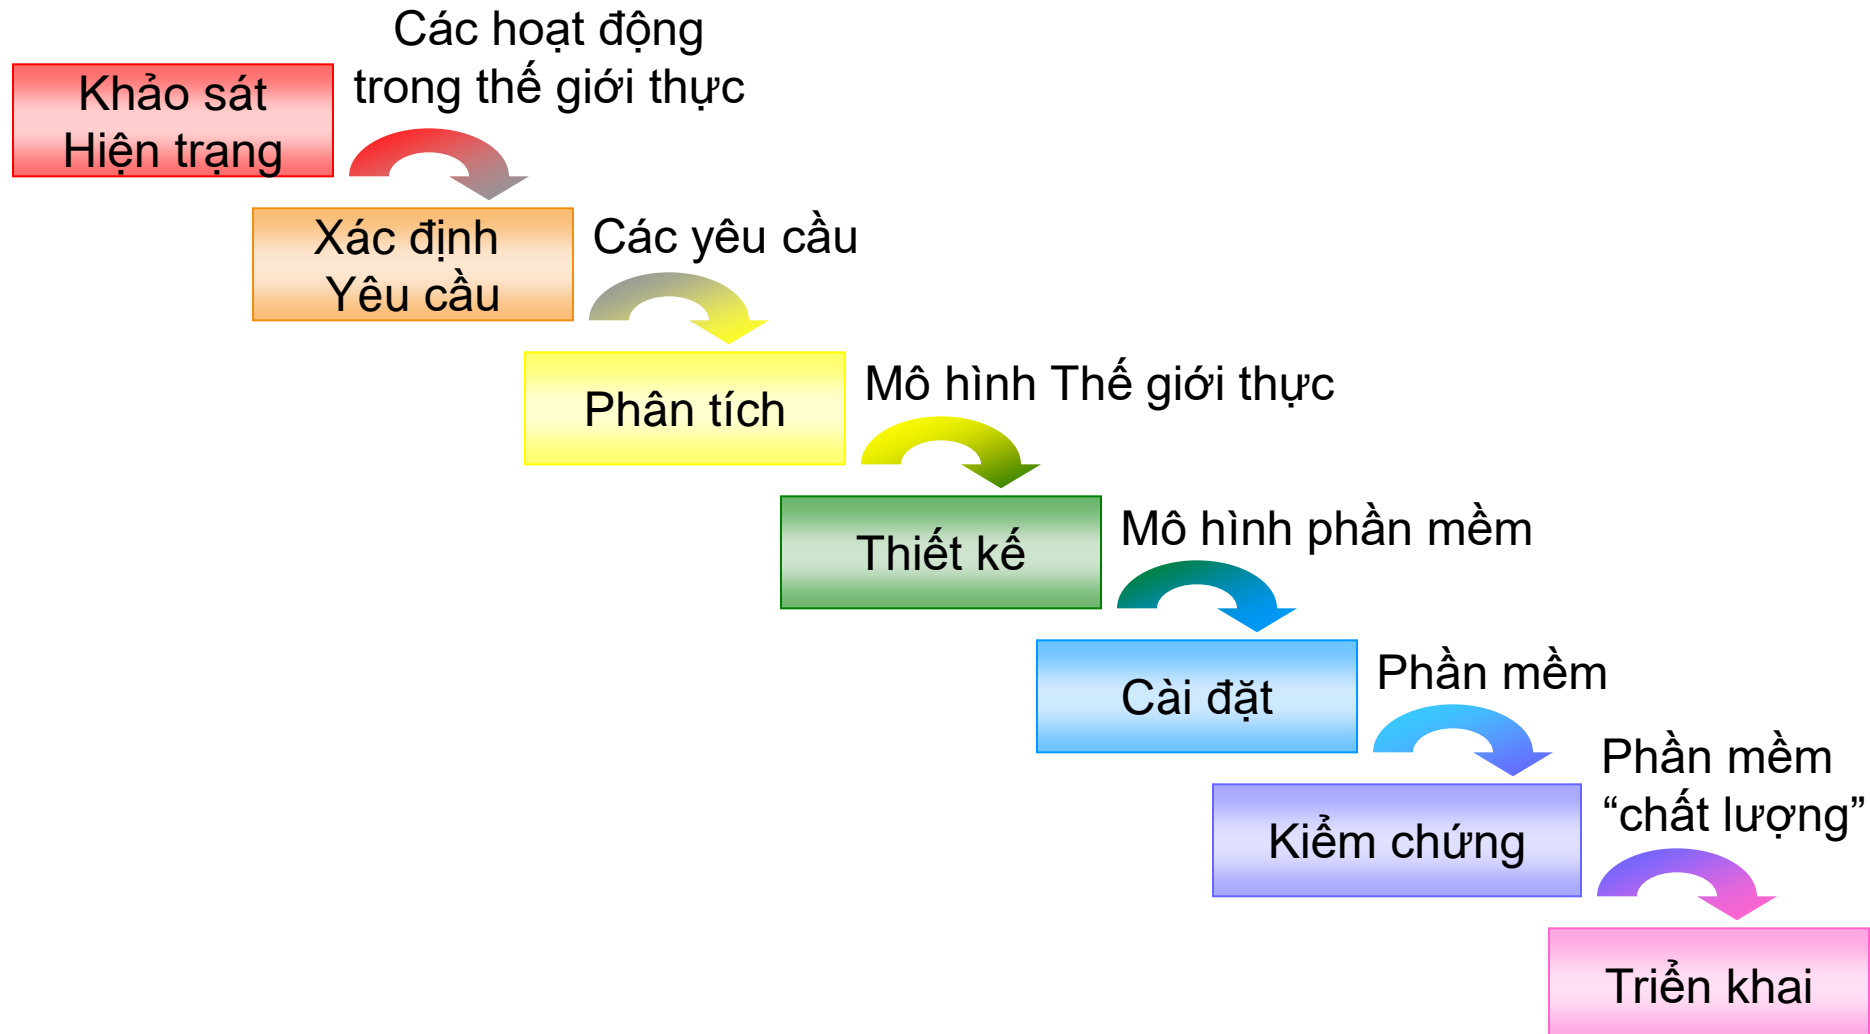 Các hoạt động
trong thế giới thực
Khảo sát
Hiện trạng
Xác định
Yêu cầu
Các yêu cầu
Phân tích
Mô hình Thế giới thực
Thiết kế
Mô hình phần mềm
Cài đặt
Phần mềm
Kiểm chứng
Phần mềm
“chất lượng”
Triển khai